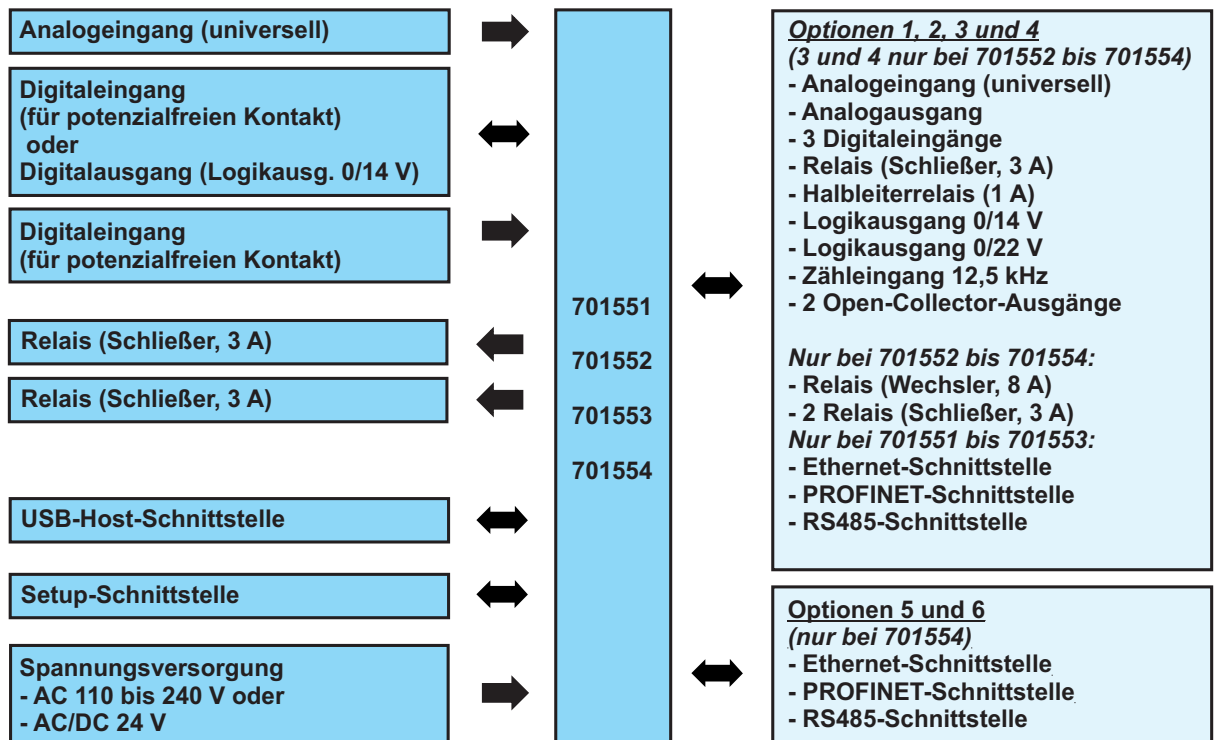 Analogeingang (universell)
Digitaleingang
(für potenzialfreien Kontakt)
oder
Digitalausgang (Logikausg. 0/14 V)
Digitaleingang
(für potenzialfreien Kontakt)
Relais (Schließer, 3 A)
Relais (Schließer, 3 A)
USB-Host-Schnittstelle
Setup-Schnittstelle
Spannungsversorgung
- AC 110 bis 240 V oder
- AC/DC 24 V
701551
701552
701553
701554
Optionen 1, 2, 3 und 4
(3 und 4 nur bei 701552 bis 701554)
- Analogeingang (universell)
- Analogausgang
- 3 Digitaleingänge
- Relais (Schließer, 3 A)
- Halbleiterrelais (1 A)
- Logikausgang 0/14 V
- Logikausgang 0/22 V
- Zähleingang 12,5 kHz
- 2 Open-Collector-Ausgänge
Nur bei 701552 bis 701554:
- Relais (Wechsler, 8 A)
- 2 Relais (Schließer, 3 A)
Nur bei 701551 bis 701553:
- Ethernet-Schnittstelle
- PROFINET-Schnittstelle
- RS485-Schnittstelle
Optionen 5 und 6
(nur bei 701554)
- Ethernet-Schnittstelle
- PROFINET-Schnittstelle
- RS485-Schnittstelle